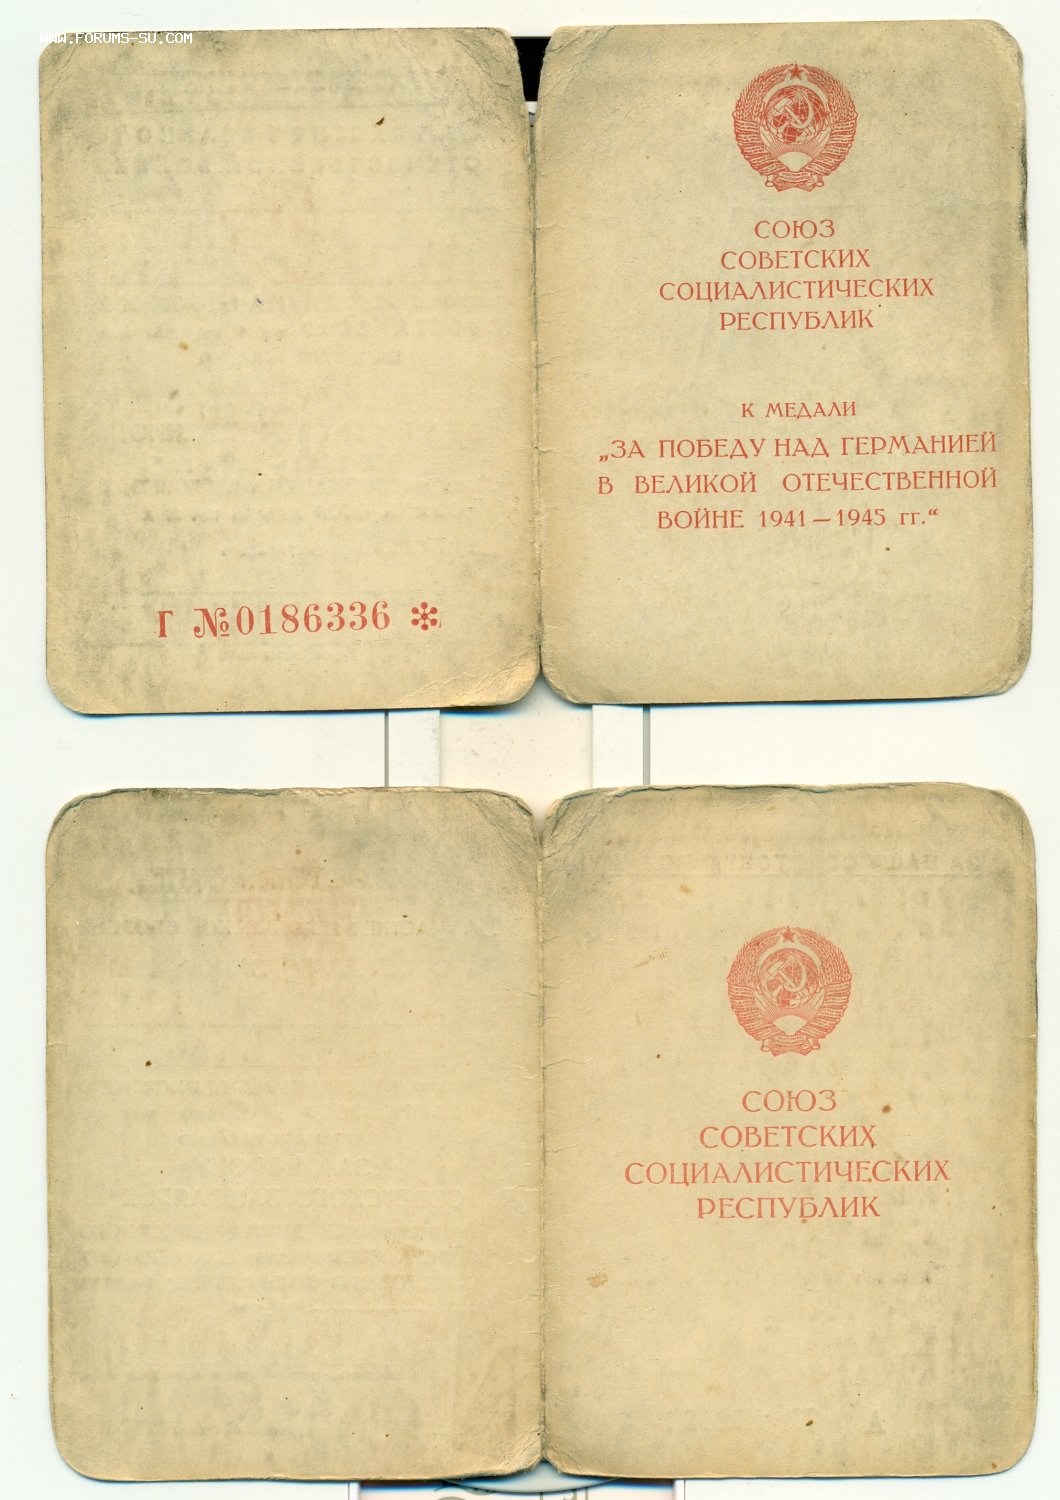 WWW.FORUMS-SU.COM
СОЮЗ
СОВЕТСКИХ
СОЦИАЛИСТИЧЕСКИХ
РЕСПУБЛИК
К МЕДАЛИ
„ЗА ПОБЕДУ НАД ГЕРМАНИЕЙ
В ВЕЛИКОЙ ОТЕЧЕСТВЕННОЙ
ВОЙНЕ 1941—1945 гг.“
Г №0186336 *
СОЮЗ
СОВЕТСКИХ
СОЦИАЛИСТИЧЕСКИХ
РЕСПУБЛИК